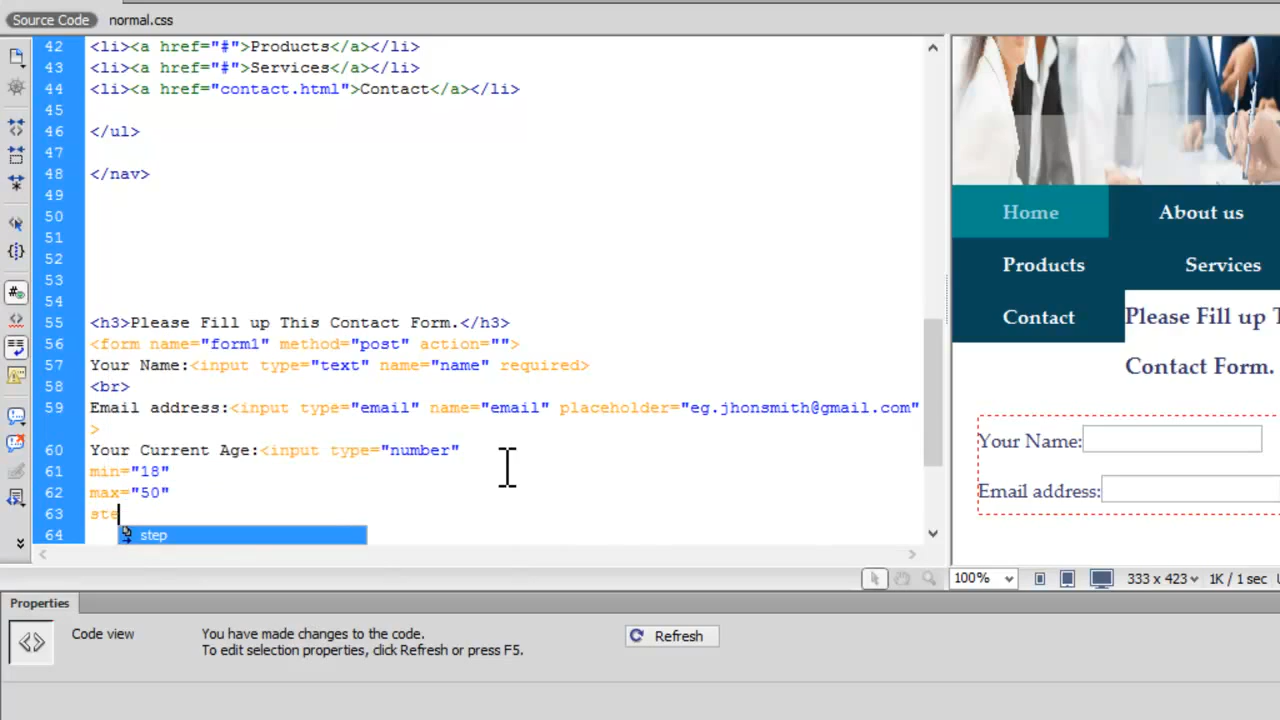 Source Code normal.css
42 <li><a href="#">Products</a></li>
43 <li><a href="#">Services</a></li>
44 <li><a href="contact.html">Contact</a></li>
45
46 </ul>
47
48 </nav>
49
50
51
52
53
54
55 <h3>Please Fill up This Contact Form.</h3>
56 <form name="form1" method="post" action="">
57 Your Name:<input type="text" name="name" required>
58 <br>
59 Email address:<input type="email" name="email" placeholder="eg.jhonsmith@gmail.com"
>
60 Your Current Age:<input type="number"
61 min="18"
62 max="50"
63 ste
64 step
Home About us
Products Services
Contact Please Fill up
Contact Form.
Your Name:
Email address:
100% 333 x 423 1K / 1 sec
Properties
Code view You have made changes to the code.
To edit selection properties, click Refresh or press F5.
Refresh